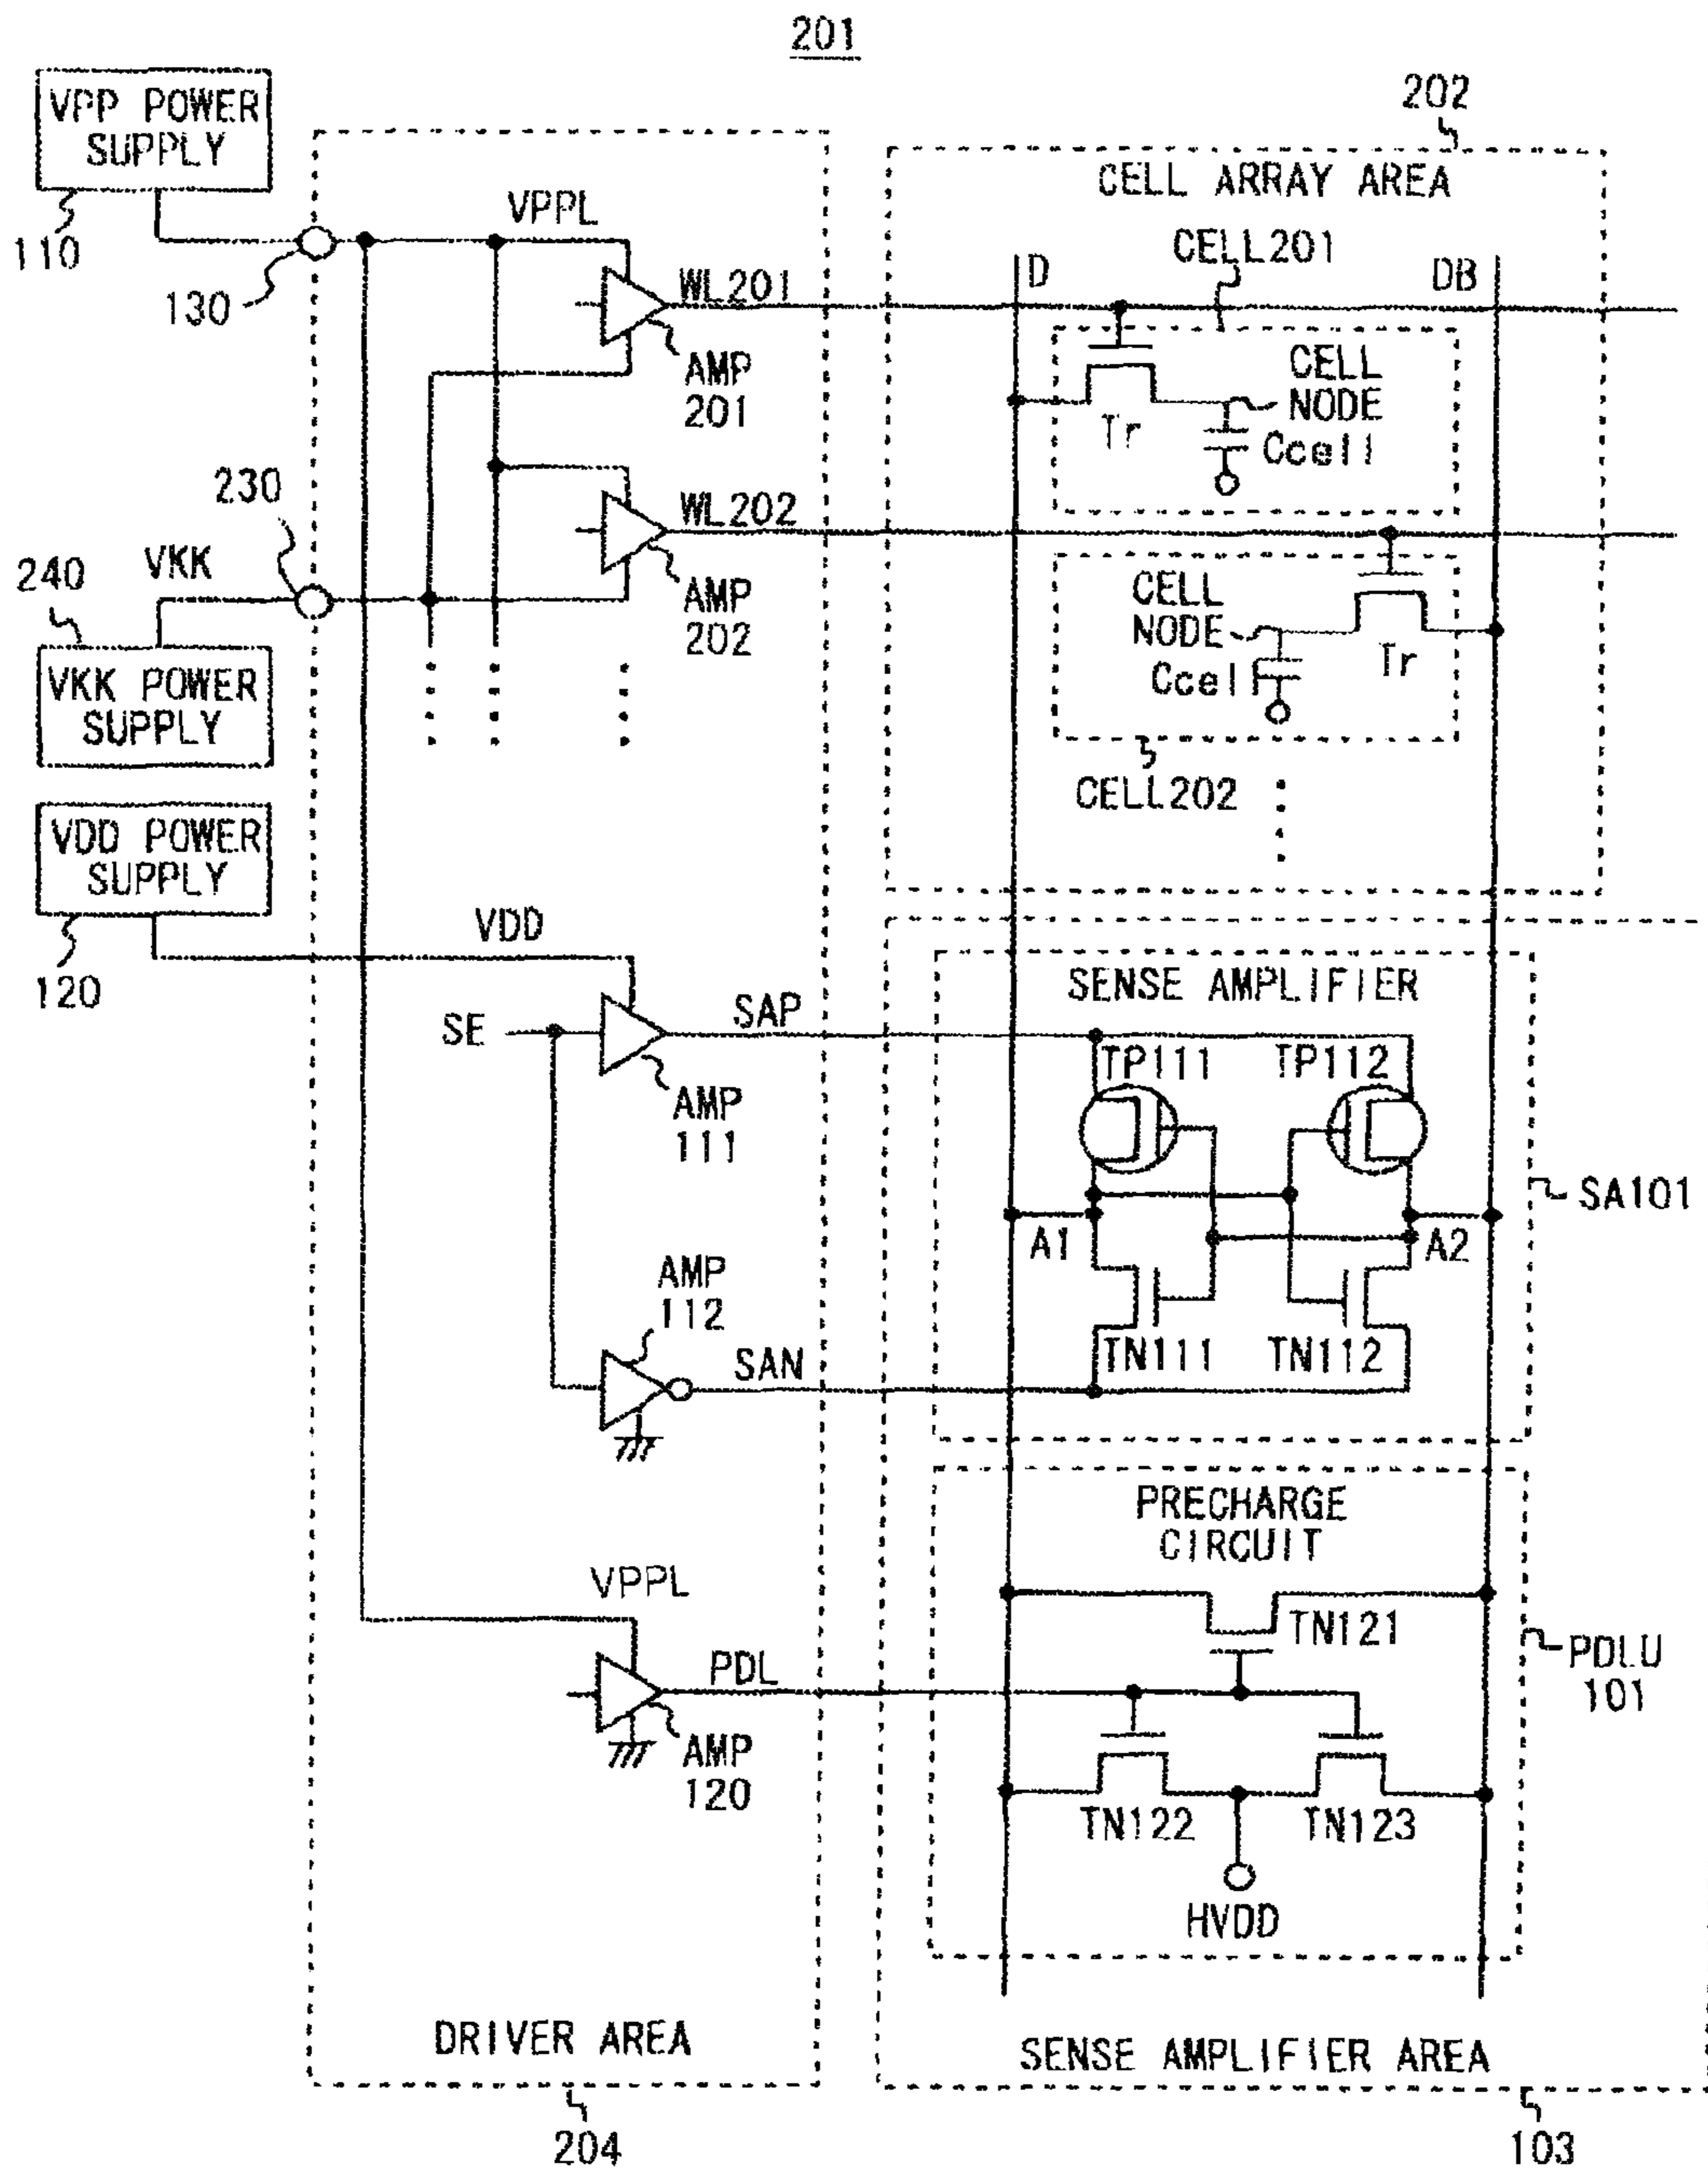 201
VPP POWER
SUPPLY
110
130
VPPL
WL201
AMP
201
WL202
AMP
202
230
VKK
240
VKK POWER
SUPPLY
VDD POWER
SUPPLY
120
VDD
SE
SAP
AMP
111
AMP
112
SAN
VPPL
PDL
AMP
120
DRIVER AREA
204
202
CELL ARRAY AREA
CELL201
D
DB
CELL
NODE
Tr
Ccell
CELL
NODE
Ccell
Tr
CELL202
SENSE AMPLIFIER
TP111
TP112
SA101
A1
A2
TN111
TN112
PRECHARGE
CIRCUIT
TN121
PDLU
101
TN122
TN123
HVDD
SENSE AMPLIFIER AREA
103